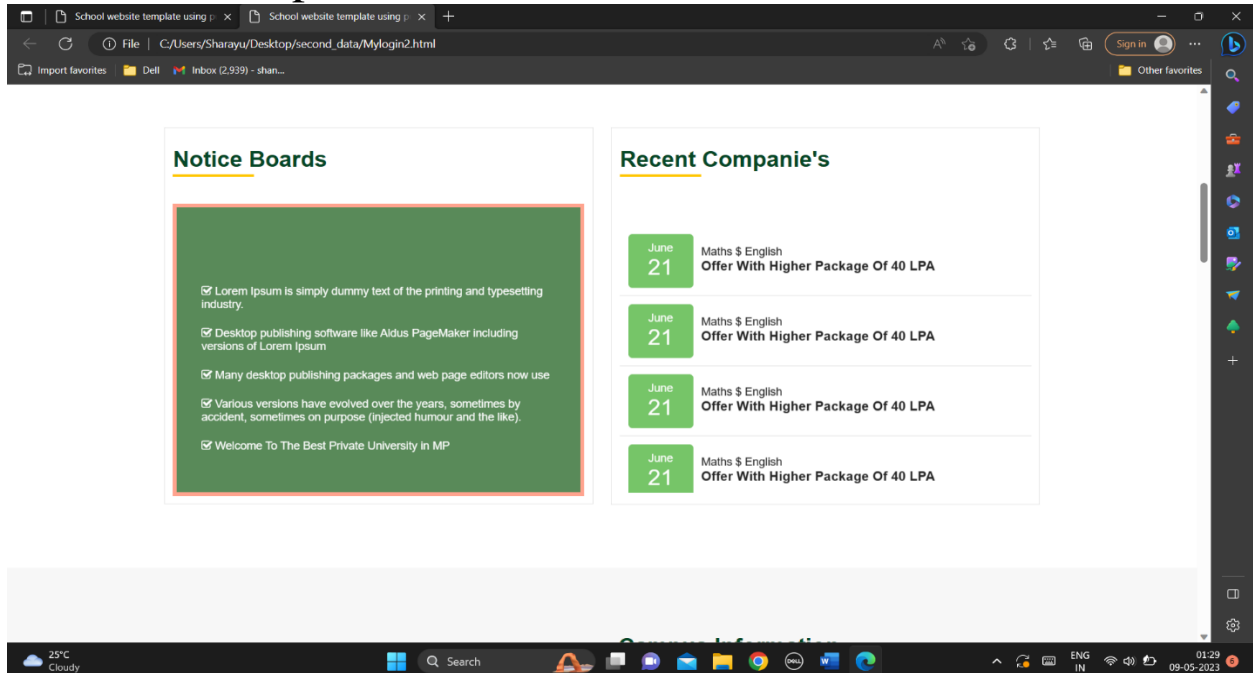 School website template using p
School website template using p
File
C:/Users/Sharayu/Desktop/second_data/Mylogin2.html
Sign in
Import favorites
Dell
Inbox (2,939) - shan...
Other favorites
Notice Boards
Lorem Ipsum is simply dummy text of the printing and typesetting
industry.
Desktop publishing software like Aldus PageMaker including
versions of Lorem Ipsum
Many desktop publishing packages and web page editors now use
Various versions have evolved over the years, sometimes by
accident, sometimes on purpose (injected humour and the like).
Welcome To The Best Private University in MP
Recent Companie's
June
21
Maths $ English
Offer With Higher Package Of 40 LPA
June
21
Maths $ English
Offer With Higher Package Of 40 LPA
June
21
Maths $ English
Offer With Higher Package Of 40 LPA
June
21
Maths $ English
Offer With Higher Package Of 40 LPA
Campus Information
25°C
Cloudy
Search
DELL
ENG
IN
01:29
09-05-2023
6